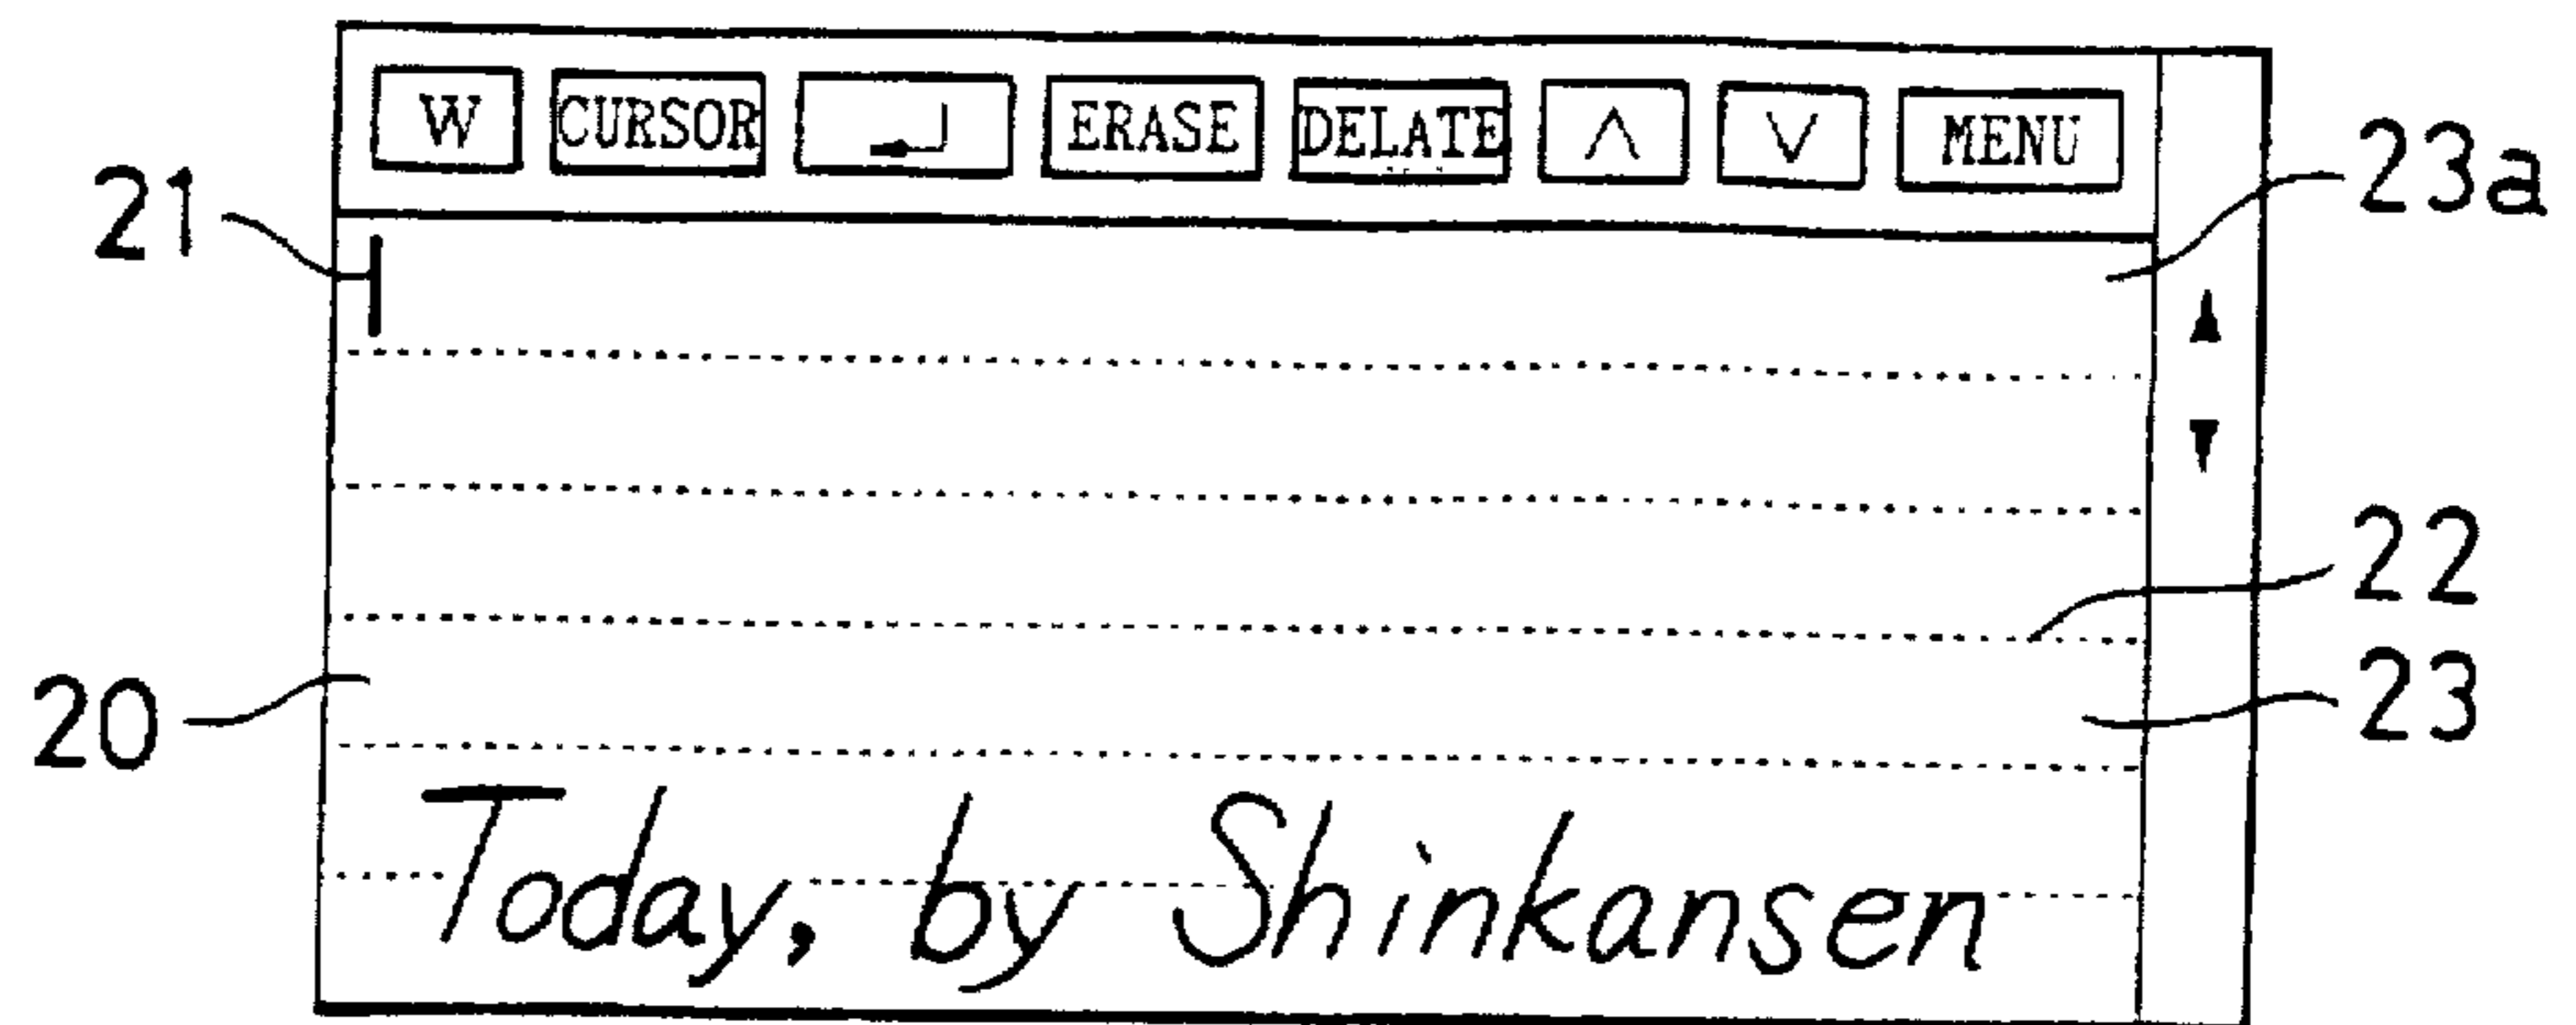 W CURSOR ↵ ERASE DELATE ∧ ∨ MENU
21
23a
▲
▼
22
20
23
Today, by Shinkansen